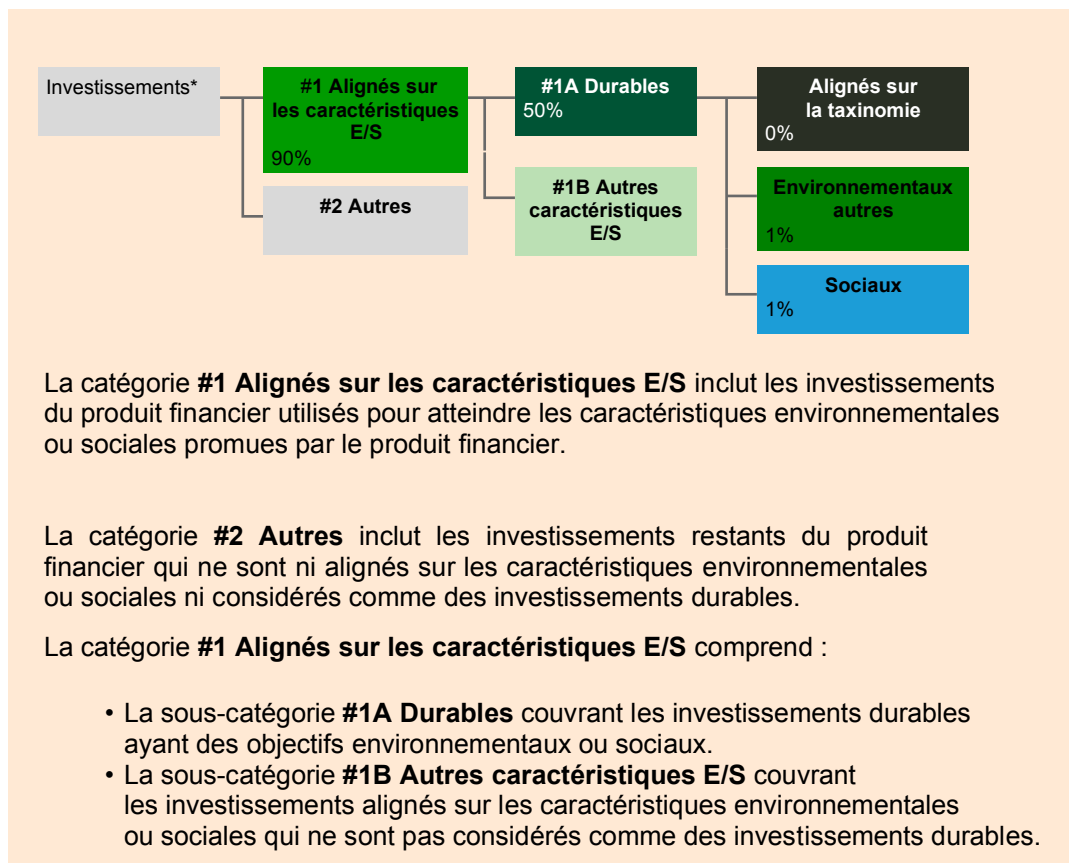 Investissements*
#1 Alignés sur
les caractéristiques
E/S
90%
#2 Autres
#1A Durables
50%
#1B Autres
caractéristiques
E/S
Alignés sur
la taxinomie
0%
Environnementaux
autres
1%
Sociaux
1%
La catégorie #1 Alignés sur les caractéristiques E/S inclut les investissements
du produit financier utilisés pour atteindre les caractéristiques environnementales
ou sociales promues par le produit financier.
La catégorie #2 Autres inclut les investissements restants du produit
financier qui ne sont ni alignés sur les caractéristiques environnementales
ou sociales ni considérés comme des investissements durables.
La catégorie #1 Alignés sur les caractéristiques E/S comprend :
• La sous-catégorie #1A Durables couvrant les investissements durables
ayant des objectifs environnementaux ou sociaux.
• La sous-catégorie #1B Autres caractéristiques E/S couvrant
les investissements alignés sur les caractéristiques environnementales
ou sociales qui ne sont pas considérés comme des investissements durables.